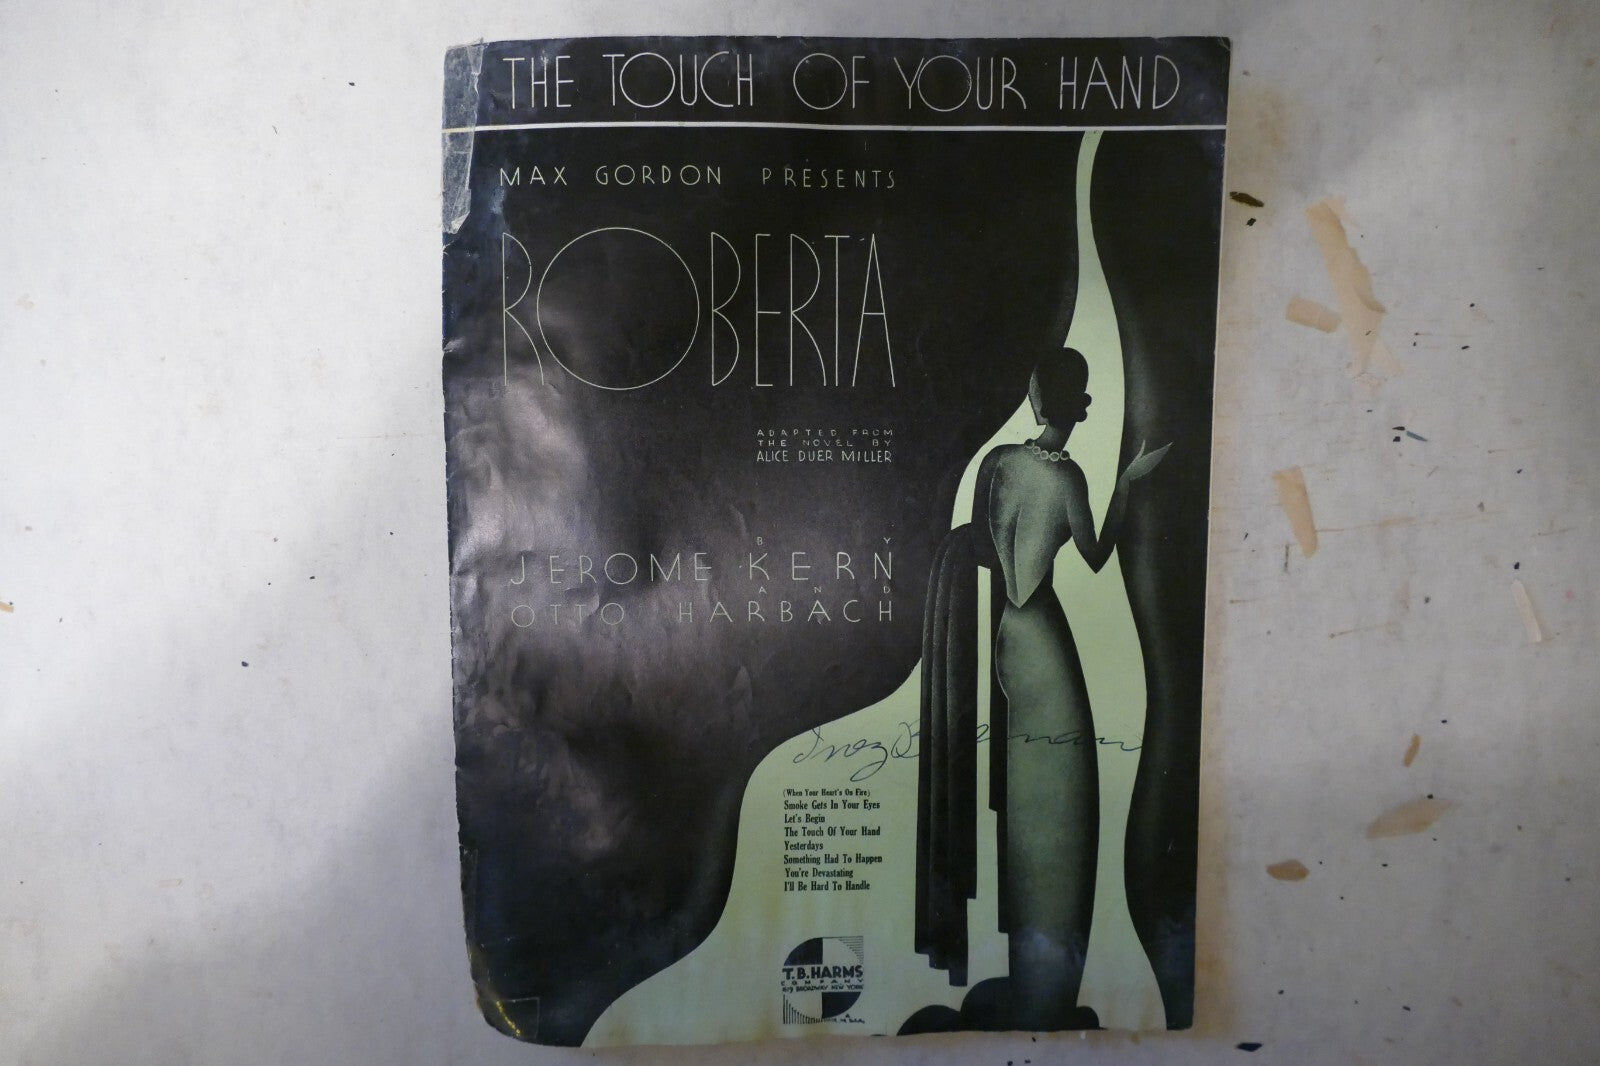 THE TOUCH OF YOUR HAND
MAX GORDON PRESENTS
ROBERTA
ADAPTED FROM
THE NOVEL BY
ALICE DUER MILLER
BY
JEROME KERN
AND
OTTO HARBACH
Inez
(When Your Heart's On Fire)
Smoke Gets In Your Eyes
Let's Begin
The Touch Of Your Hand
Yesterdays
Something Had To Happen
You're Devastating
I'll Be Hard To Handle
T.B. HARMS
COMPANY
BROADWAY NEW YORK